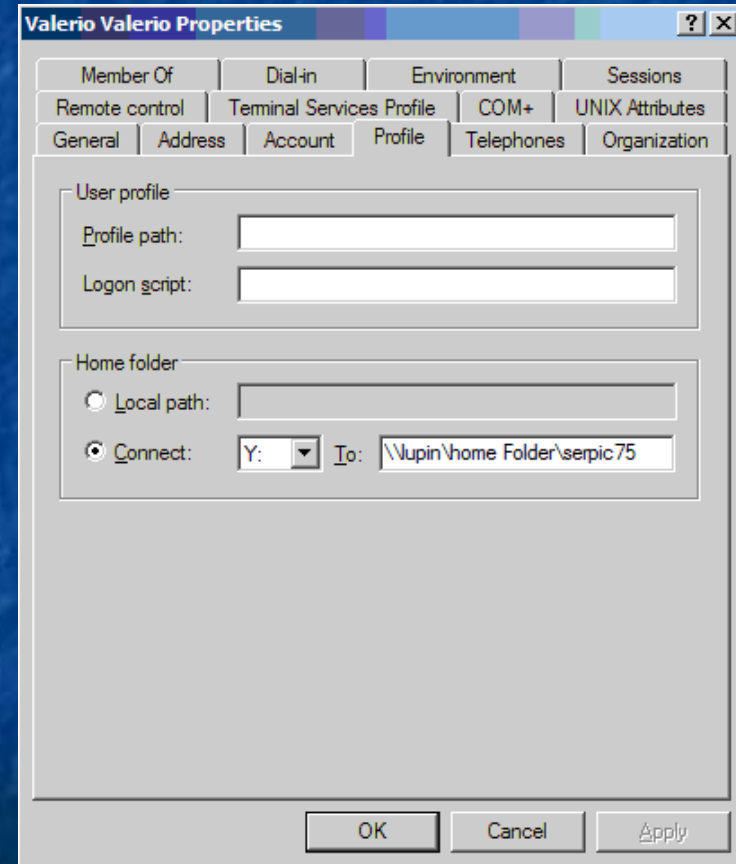 Valerio Valerio Properties
Member Of Dial-in Environment Sessions
Remote control Terminal Services Profile COM+ UNIX Attributes
General Address Account Profile Telephones Organization
User profile
Profile path:
Logon script:
Home folder
Local path:
Connect: Y: To: \\lupin\home Folder\serpic75
OK Cancel Apply